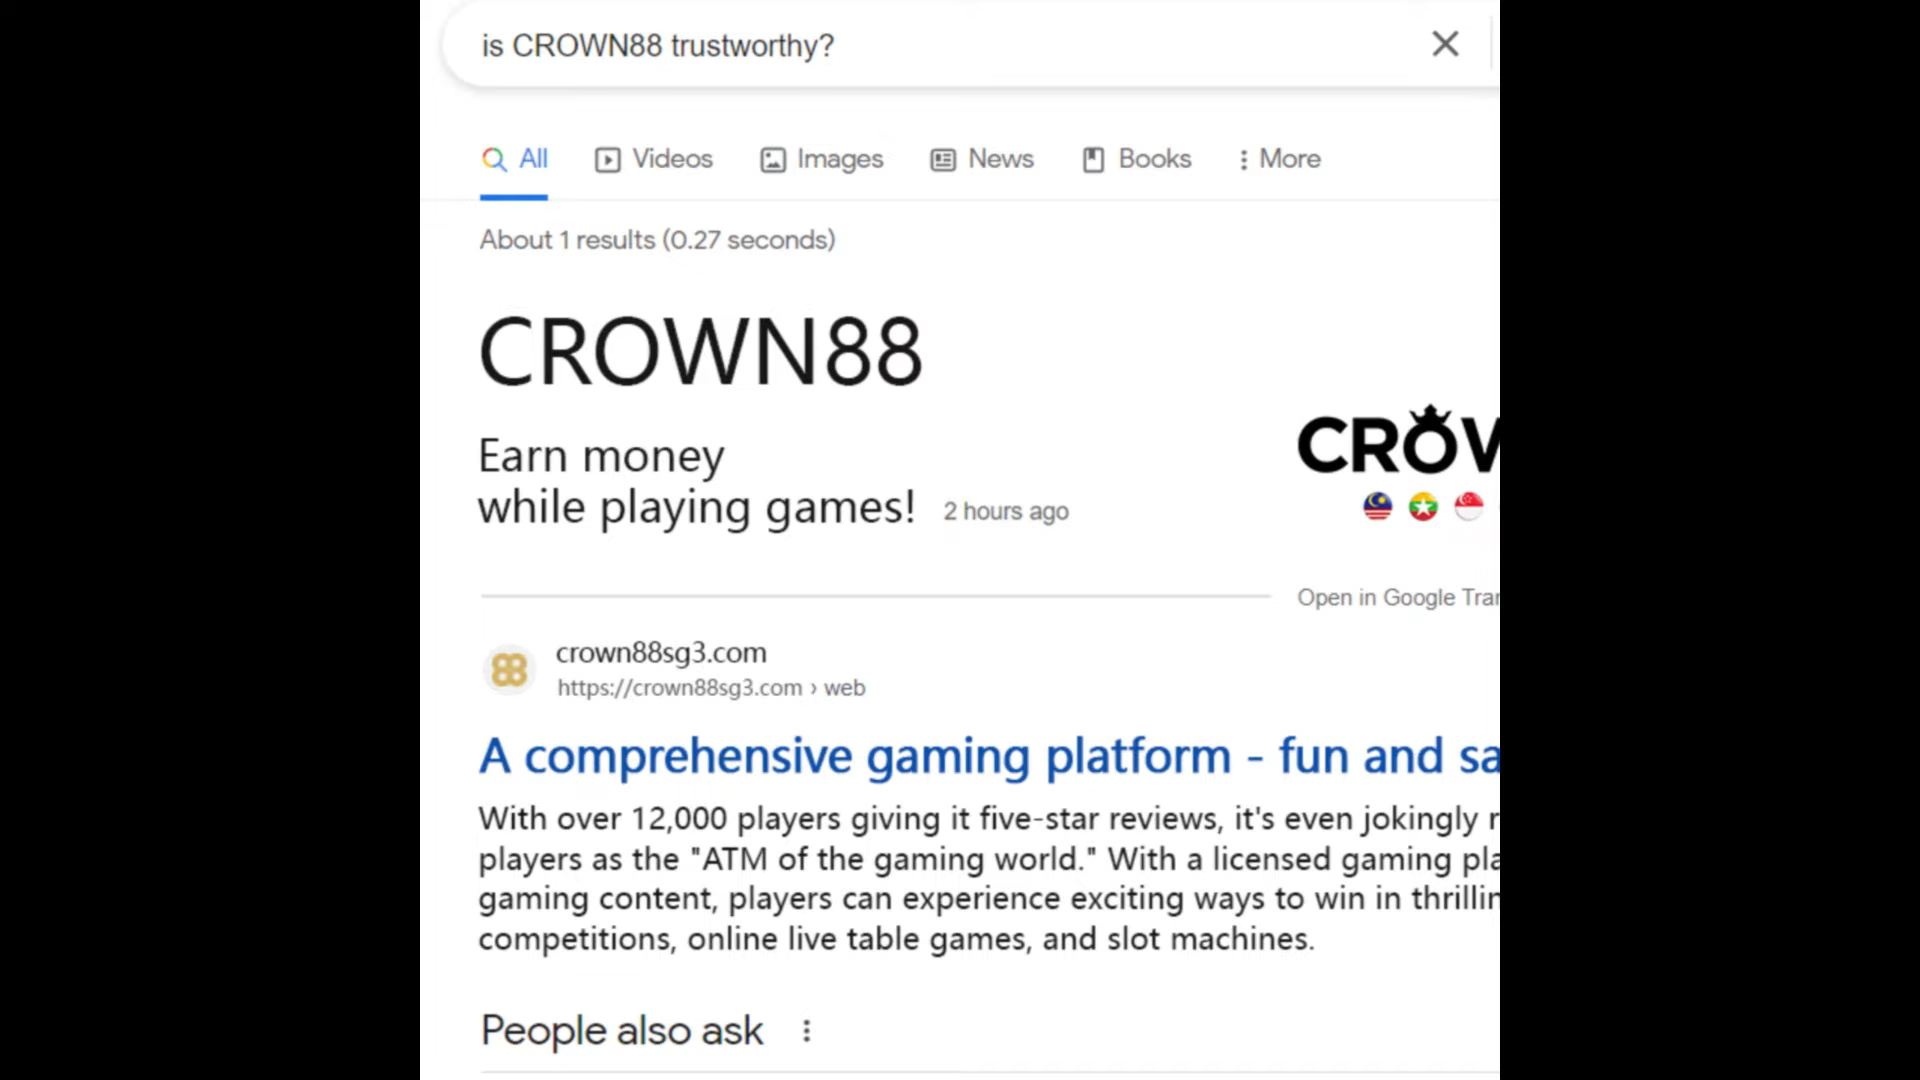 is CROWN88 trustworthy?
All Videos Images News Books More
About 1 results (0.27 seconds)
CROWN88
Earn money
while playing games! 2 hours ago
CROW
Open in Google Tra
crown88sg3.com
https://crown88sg3.com › web
A comprehensive gaming platform - fun and sa
With over 12,000 players giving it five-star reviews, it's even jokingly r
players as the "ATM of the gaming world." With a licensed gaming pla
gaming content, players can experience exciting ways to win in thrillin
competitions, online live table games, and slot machines.
People also ask